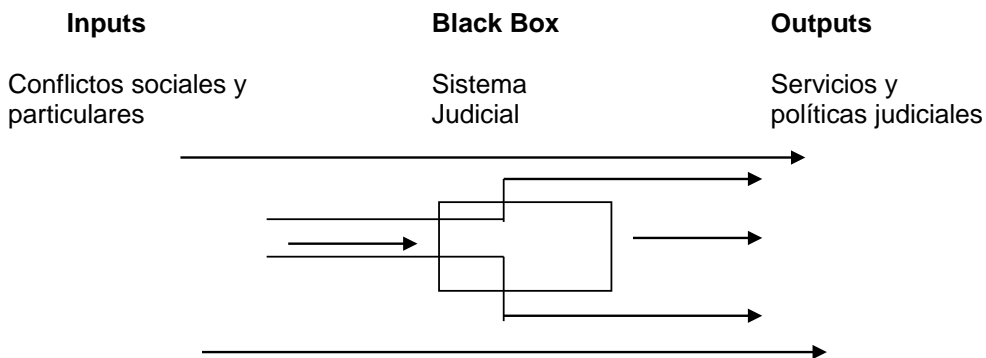 Inputs
Black Box
Outputs
Conflictos sociales y
particulares
Sistema
Judicial
Servicios y
políticas judiciales